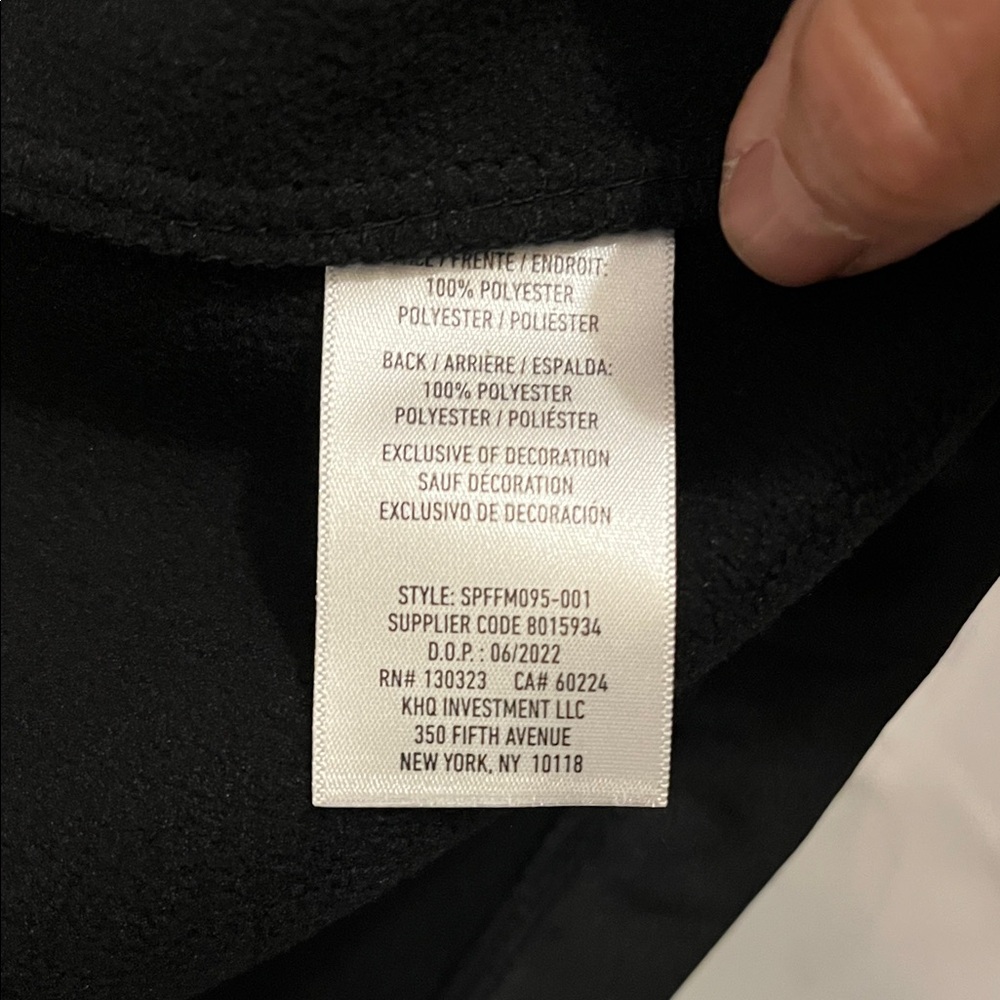 FRENTE / ENDROIT:
100% POLYESTER
POLYESTER / POLIÉSTER
BACK / ARRIÈRE / ESPALDA:
100% POLYESTER
POLYESTER / POLIÉSTER
EXCLUSIVE OF DECORATION
SAUF DÉCORATION
EXCLUSIVO DE DECORACIÓN
STYLE: SPFFM095-001
SUPPLIER CODE 8015934
D.O.P. : 06/2022
RN# 130323 CA# 60224
KHQ INVESTMENT LLC
350 FIFTH AVENUE
NEW YORK, NY 10118